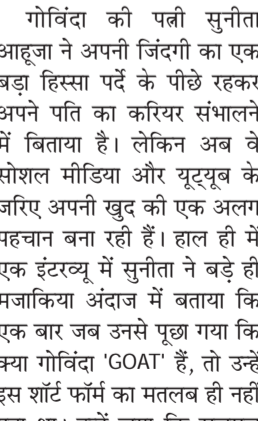 गोविंदा की पत्नी सुनीता
आहूजा ने अपनी जिंदगी का एक
बड़ा हिस्सा पर्दे के पीछे रहकर
अपने पति का करियर संभालने
में बिताया है। लेकिन अब वे
सोशल मीडिया और यूट्यूब के
जरिए अपनी खुद की एक अलग
पहचान बना रही हैं। हाल ही में
एक इंटरव्यू में सुनीता ने बड़े ही
मजाकिया अंदाज में बताया कि
एक बार जब उनसे पूछा गया कि
क्या गोविंदा 'GOAT' हैं, तो उन्हें
इस शॉर्ट फॉर्म का मतलब ही नहीं